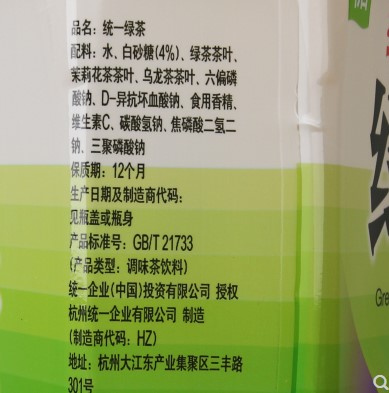 品名：统一绿茶
配料：水、白砂糖(4%)、绿茶茶叶、
茉莉花茶茶叶、乌龙茶茶叶、六偏磷
酸钠、D-异抗坏血酸钠、食用香精、
维生素C、碳酸氢钠、焦磷酸二氢二
钠、三聚磷酸钠
保质期：12个月
生产日期及制造商代码：
见瓶盖或瓶身
产品标准号：GB/T 21733
(产品类型：调味茶饮料)
统一企业(中国)投资有限公司 授权
杭州统一企业有限公司 制造
(制造商代码：HZ)
地址：杭州大江东产业集聚区三丰路
301号
Gre